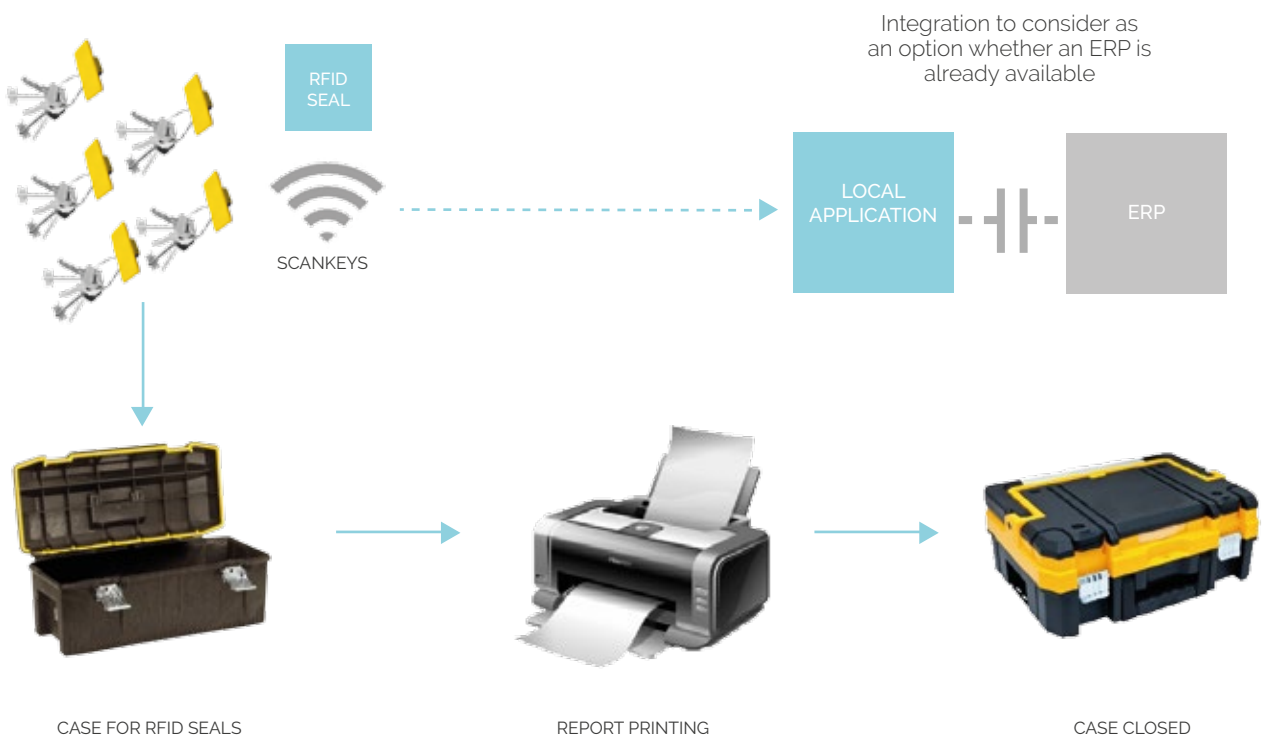 Integration to consider as
an option whether an ERP is
already available
RFID
SEAL
SCANKEYS
LOCAL
APPLICATION
ERP
CASE FOR RFID SEALS
REPORT PRINTING
CASE CLOSED